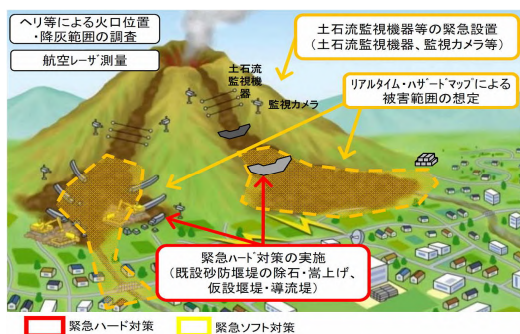 ヘリ等による火口位置
・降灰範囲の調査
航空レーザ測量
土石流監視機器等の緊急設置
(土石流監視機器、監視カメラ等)
土石流
監視機
器
監視カメラ
リアルタイム・ハザードマップによる
被害範囲の想定
緊急ハード対策の実施
(既設砂防堰堤の除石・嵩上げ、
仮設堰堤・導流堤)
緊急ハード対策
緊急ソフト対策